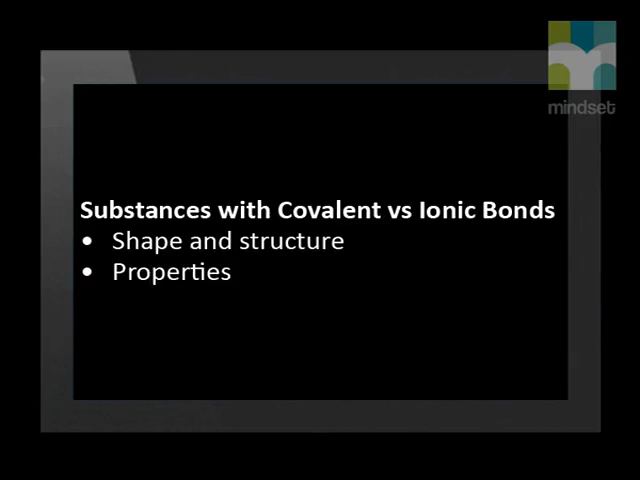 mindset
Substances with Covalent vs Ionic Bonds
• Shape and structure
• Properties